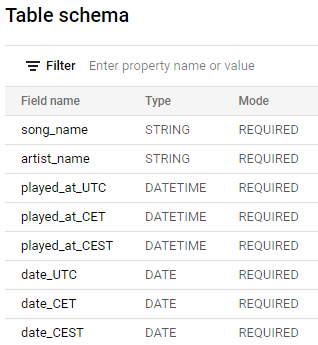 Table schema
Filter Enter property name or value
Field name Type Mode
song_name STRING REQUIRED
artist_name STRING REQUIRED
played_at_UTC DATETIME REQUIRED
played_at_CET DATETIME REQUIRED
played_at_CEST DATETIME REQUIRED
date_UTC DATE REQUIRED
date_CET DATE REQUIRED
date_CEST DATE REQUIRED